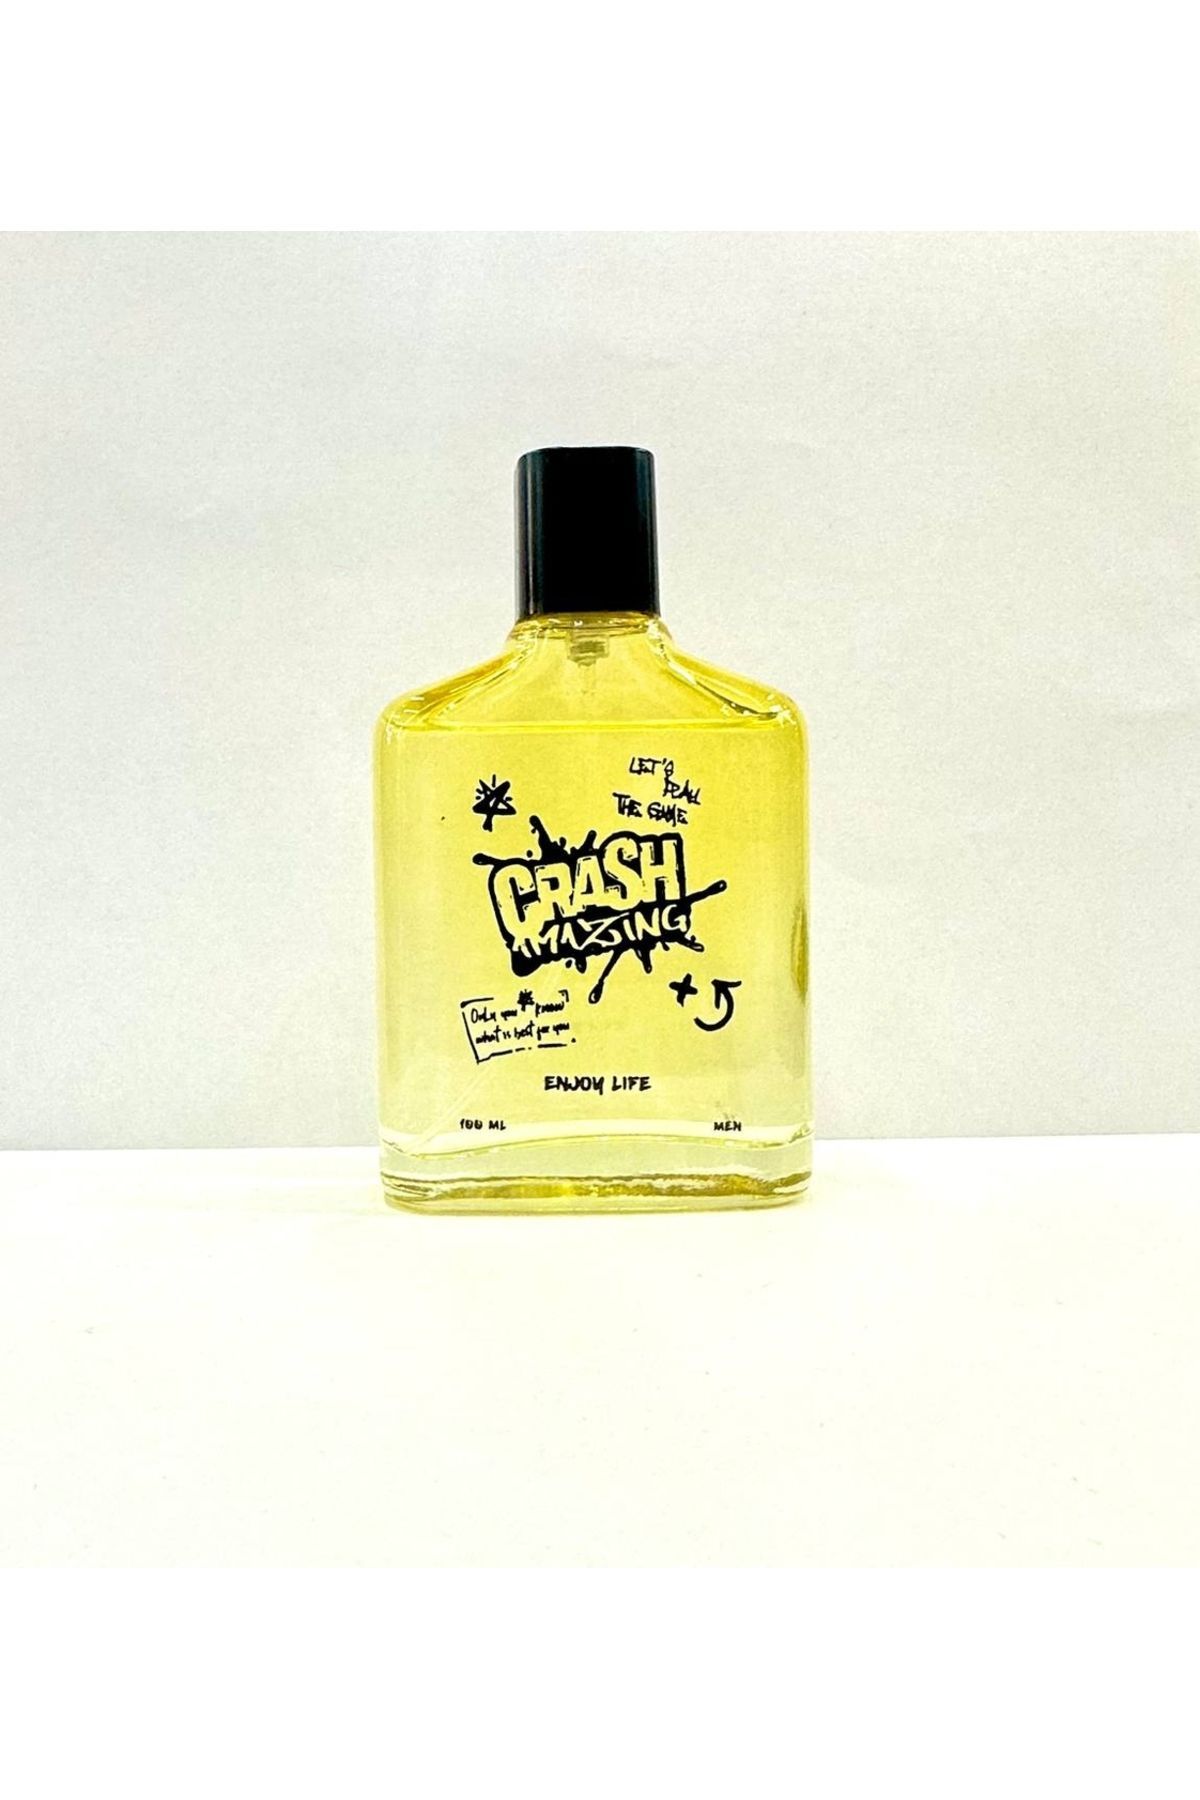 LET'S
PLAY
THE GAME
CRASH
AMAZING
Only you know
what is best for you
ENJOY LIFE
100 ML MEN